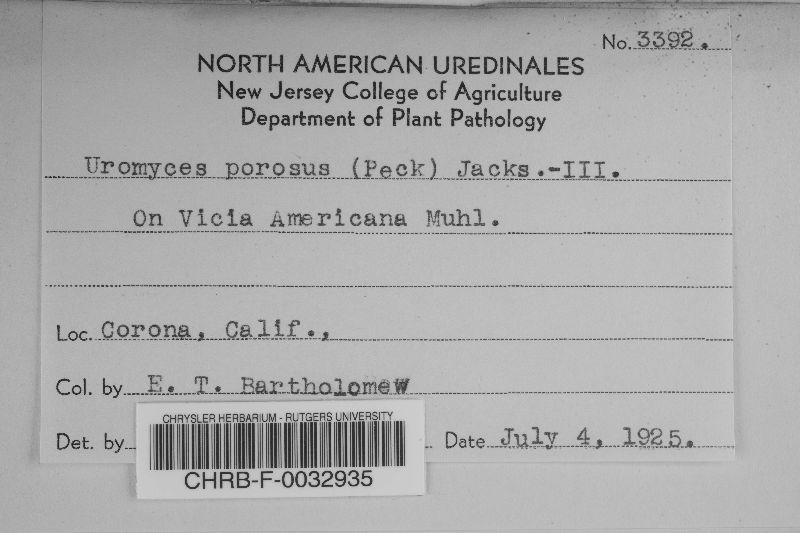 No. 3392.
NORTH AMERICAN UREDINALES
New Jersey College of Agriculture
Department of Plant Pathology
Uromyces porosus (Peck) Jacks.-III.
On Vicia Americana Muhl.
Loc. Corona, Calif.,
Col. by E. T. Bartholomew
CHRYSLER HERBARIUM - RUTGERS UNIVERSITY
Det. by Date July 4, 1925.
CHRB-F-0032935